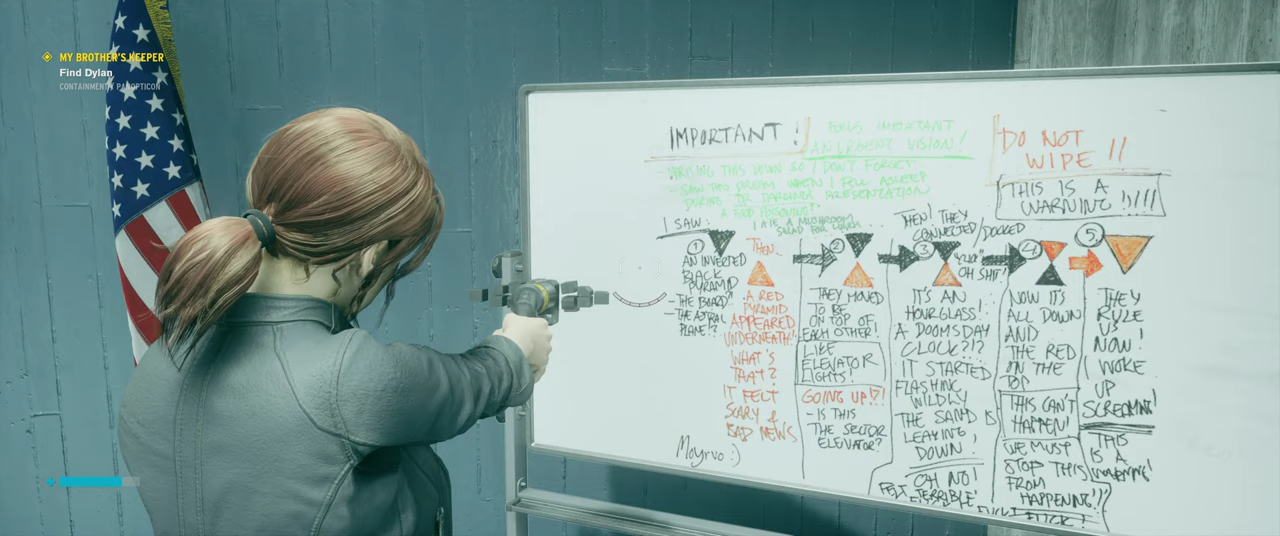 MY BROTHER'S KEEPER
Find Dylan
CONTAINMENT: PANOPTICON
IMPORTANT!
FEELS IMPORTANT
AN URGENT VISION!
DO NOT
WIPE !!
- WRITING THIS DOWN SO I DON'T FORGET
- SAW THIS DREAM WHEN I FELL ASLEEP
DURING DR DARLING'S PRESENTATION
I ATE A MUSHROOM
SALAD FOR
THIS IS A
WARNING !!!!!
I SAW:
1
AN INVERTED
BLACK
PYRAMID
- "THE BOARD"
- THE ASTRAL
PLANE!?
THEN..
A RED
PYRAMID
APPEARED
UNDERNEATH!
WHAT'S
THAT?
IT FELT
SCARY &
BAD NEWS
2
THEY MOVED
TO BE
ON TOP OF
EACH OTHER!
LIKE
ELEVATOR
LIGHTS!
GOING UP!?!
- IS THIS
THE SECTOR
ELEVATOR?
THEN! THEY
CONNECTED/DOCKED
3
OH SHIT!
IT'S AN
HOURGLASS!
A DOOMSDAY
CLOCK?!?
IT STARTED
FLASHING
WILDLY
THE SAND IS
LEAVING
DOWN!
OH NO!
FELT TERRIBLE
4
NOW IT'S
ALL DOWN
AND
THE RED
ON THE
TOP
THIS CAN'T
HAPPEN!
WE MUST
STOP THIS
FROM
HAPPENING!!
5
THEY
RULE
US
NOW!
I WOKE
UP
SCREAMING!
THIS
IS A
WARNING!
Moyrvo :)